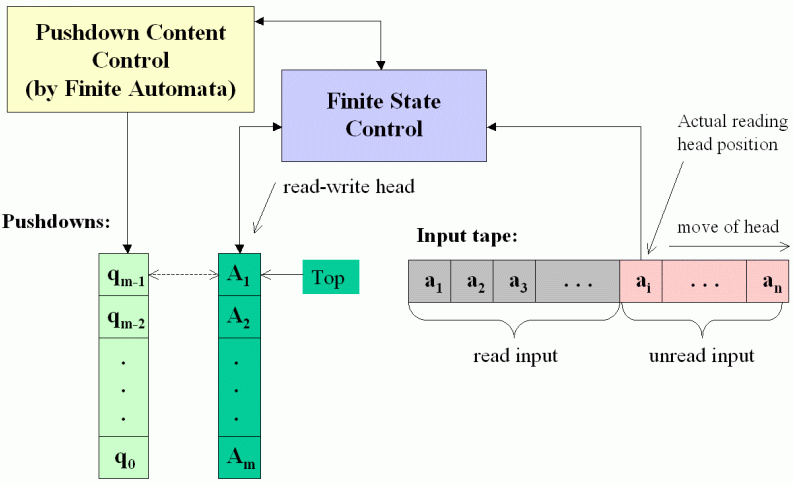 Pushdown Content
Control
(by Finite Automata)
Finite State
Control
Actual reading
head position
read-write head
Pushdowns:
Input tape:
move of head
qm-1
A1
Top
qm-2
A2
.
.
.
.
.
.
q0
Am
a1 a2 a3 . . . ai . . . an
read input
unread input